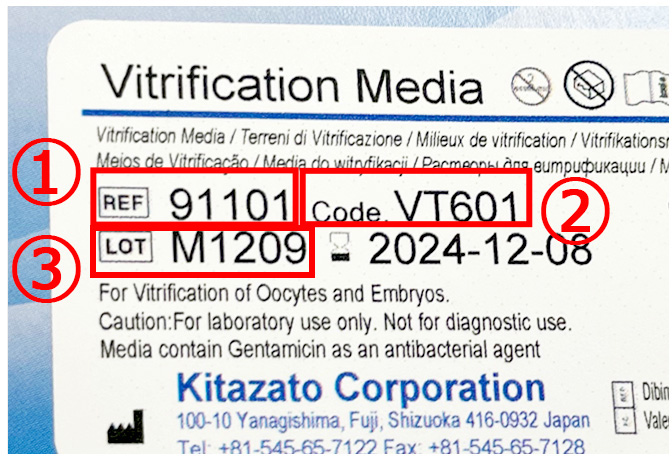 Vitrification Media
Vitrification Media / Terreni di Vitrificazione / Milieux de vitrification /
Meios de Vitrificação / Media do witryfikacji / Растворы для витрификации /
① REF 91101 Code. VT601 ②
③ LOT M1209 2024-12-08
For Vitrification of Oocytes and Embryos.
Caution:For laboratory use only. Not for diagnostic use.
Media contain Gentamicin as an antibacterial agent
Kitazato Corporation
100-10 Yanagishima, Fuji, Shizuoka 416-0932 Japan
Tel: +81-545-65-7122 Fax: +81-545-65-7128